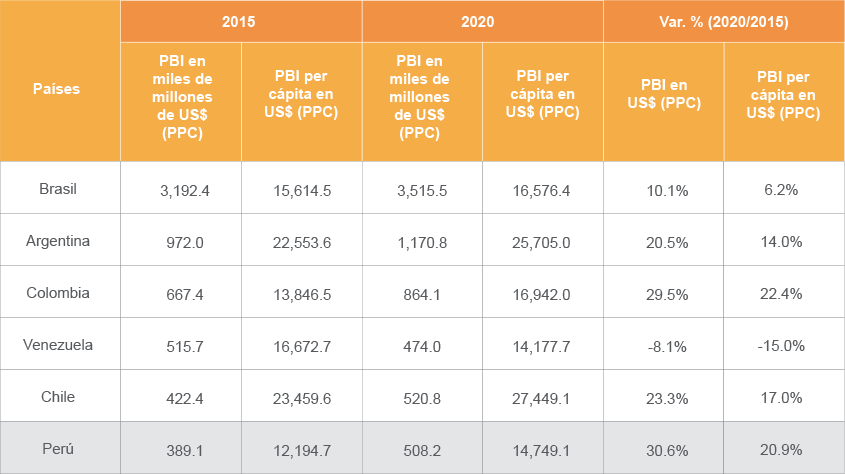 Países
2015
2020
Var. % (2020/2015)
PBI en
miles de
millones
de US$
(PPC)
PBI per
cápita en
US$ (PPC)
PBI en
miles de
millones
de US$
(PPC)
PBI per
cápita en
US$ (PPC)
PBI en
US$ (PPC)
PBI per
cápita en
US$ (PPC)
Brasil 3,192.4 15,614.5 3,515.5 16,576.4 10.1% 6.2%
Argentina 972.0 22,553.6 1,170.8 25,705.0 20.5% 14.0%
Colombia 667.4 13,846.5 864.1 16,942.0 29.5% 22.4%
Venezuela 515.7 16,672.7 474.0 14,177.7 -8.1% -15.0%
Chile 422.4 23,459.6 520.8 27,449.1 23.3% 17.0%
Perú 389.1 12,194.7 508.2 14,749.1 30.6% 20.9%